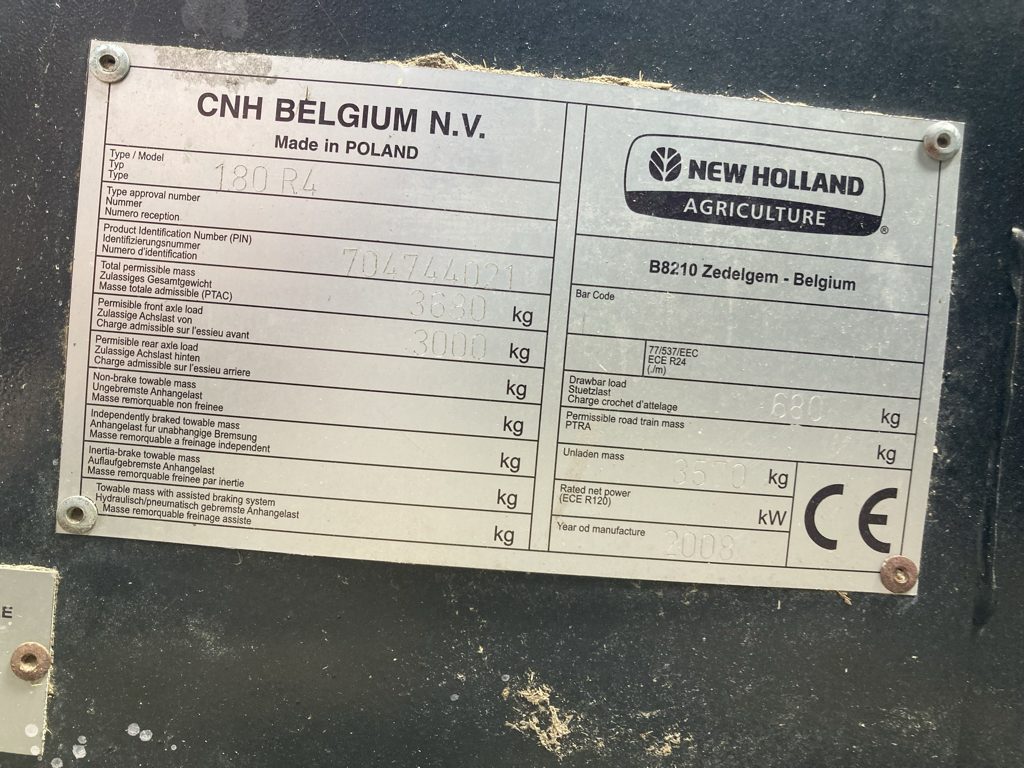 CNH BELGIUM N.V.
Made in POLAND
Type / Model
Typ
Type
180 R4
Type approval number
Nummer
Numero reception
Product Identification Number (PIN)
Identifizierungsnummer
Numero d'identification
704744021
Total permissible mass
Zulassiges Gesamtgewicht
Masse totale admissible (PTAC)
3680 kg
Permisible front axle load
Zulassige Achslast von
Charge admissible sur l'essieu avant
3000 kg
Permisible rear axle load
Zulassige Achslast hinten
Charge admissible sur l'essieu arriere
kg
Non-brake towable mass
Ungebremste Anhangelast
Masse remorquable non freinee
kg
Independently braked towable mass
Anhangelast fur unabhangige Bremsung
Masse remorquable a freinage independent
kg
Inertia-brake towable mass
Auflaufgebremste Anhangelast
Masse remorquable freinee par inertie
kg
Towable mass with assisted braking system
Hydraulisch/pneumatisch gebremste Anhangelast
Masse remorquable freinage assiste
kg
NEW HOLLAND
AGRICULTURE
®
B8210 Zedelgem - Belgium
Bar Code
77/537/EEC
ECE R24
(./m)
Drawbar load
Stuetzlast
Charge crochet d'attelage
680 kg
Permissible road train mass
PTRA
kg
Unladen mass
3570 kg
Rated net power
(ECE R120)
kW
Year od manufacture
2008
CE
E